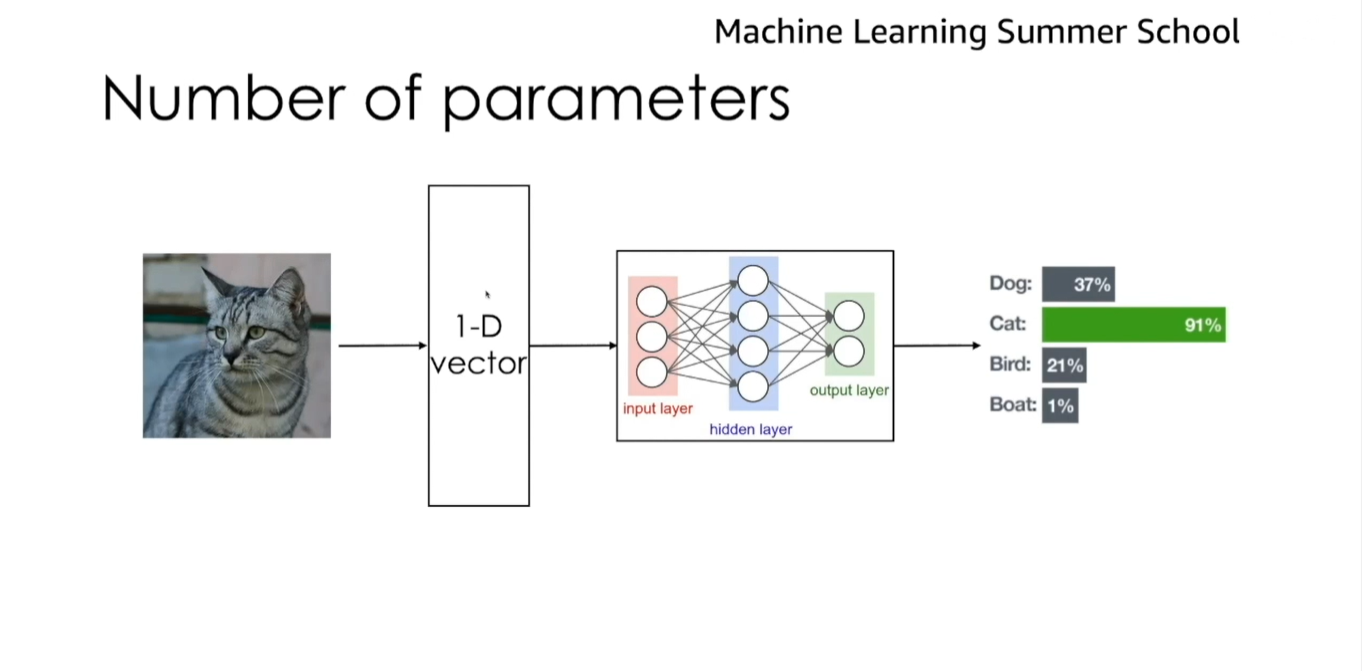 Machine Learning Summer School
Number of parameters
1-D
vector
input layer
hidden layer
output layer
Dog: 37%
Cat: 91%
Bird: 21%
Boat: 1%